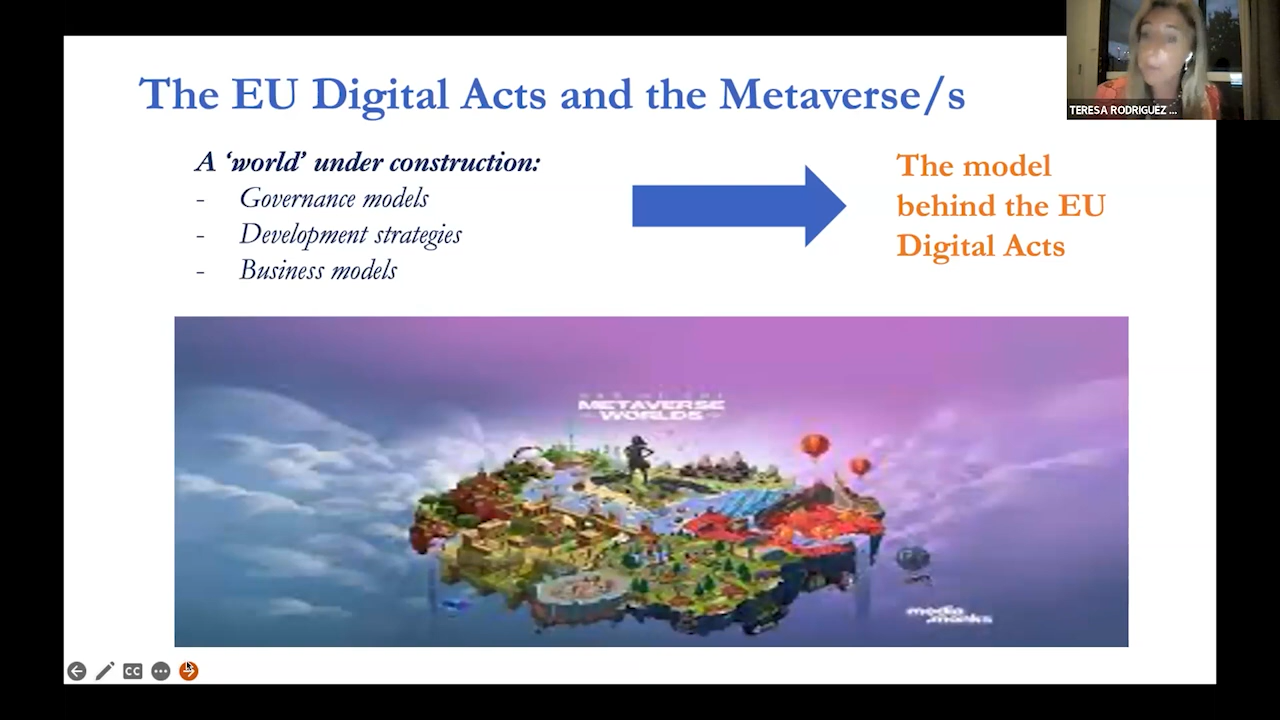 The EU Digital Acts and the Metaverse/s
TERESA RODRIGUEZ ...
A ‘world’ under construction:
- Governance models
- Development strategies
- Business models
The model
behind the EU
Digital Acts
METAVERSE
WORLDS
media
.monks
CC